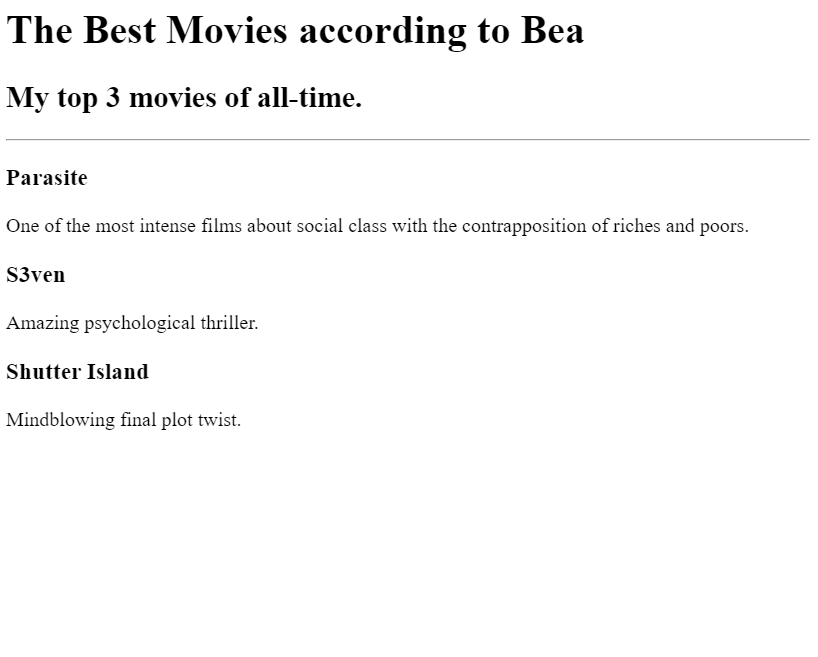 The Best Movies according to Bea
My top 3 movies of all-time.
Parasite
One of the most intense films about social class with the contrapposition of riches and poors.
S3ven
Amazing psychological thriller.
Shutter Island
Mindblowing final plot twist.